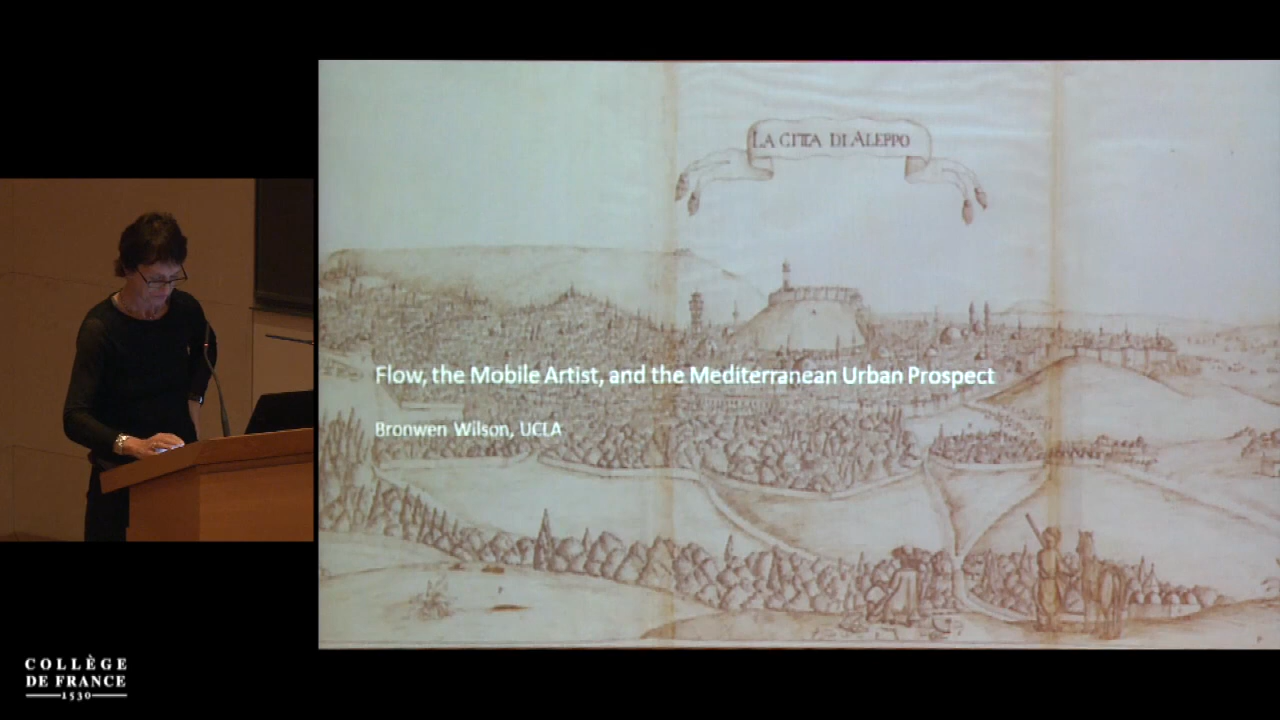 LA CITTA DI ALEPPO
Flow, the Mobile Artist, and the Mediterranean Urban Prospect
Bronwen Wilson, UCLA
COLLÈGE
DE FRANCE
1530